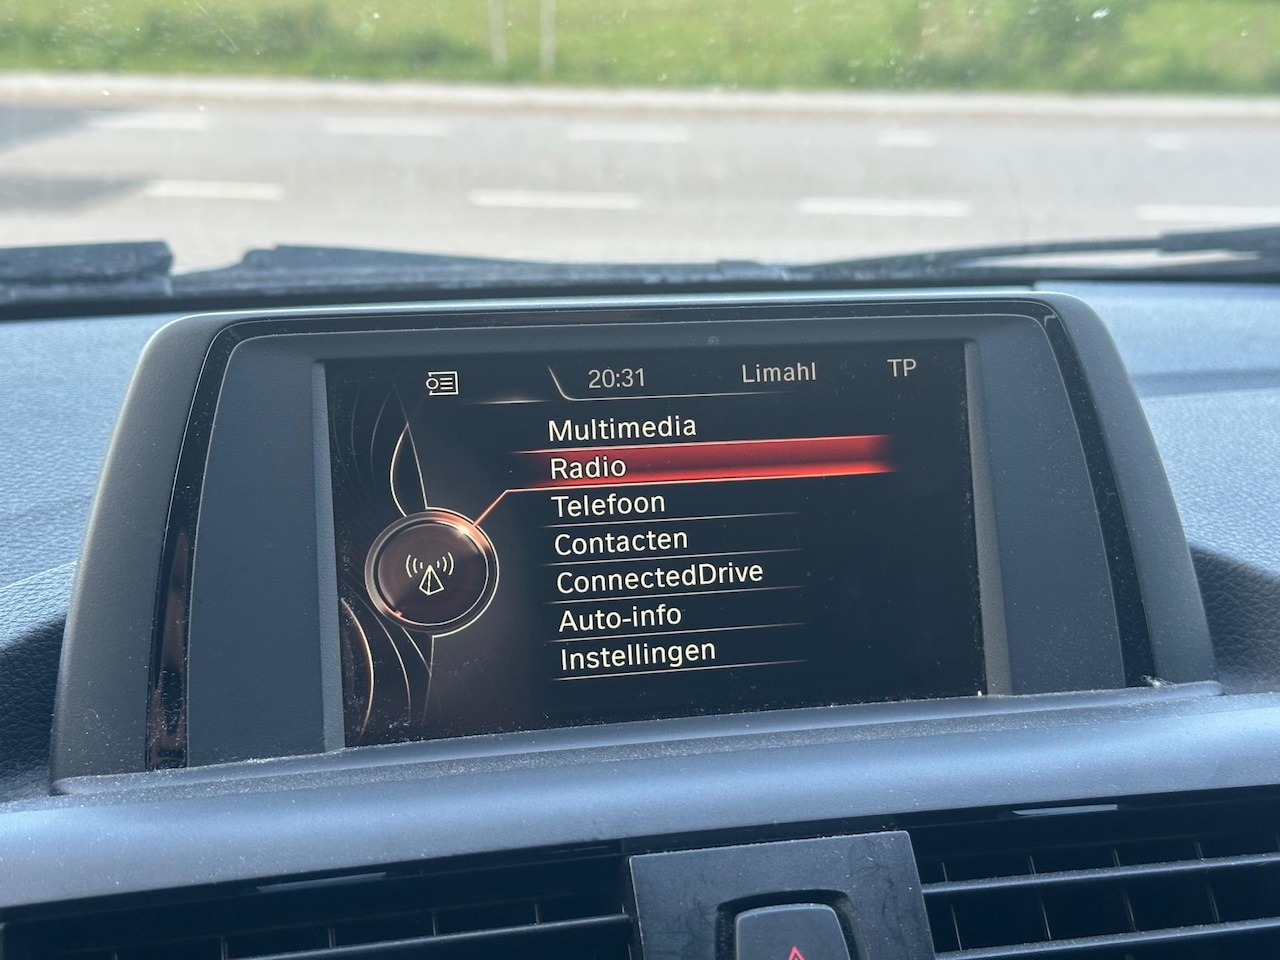 20:31 Limahl TP
Multimedia
Radio
Telefoon
Contacten
ConnectedDrive
Auto-info
Instellingen